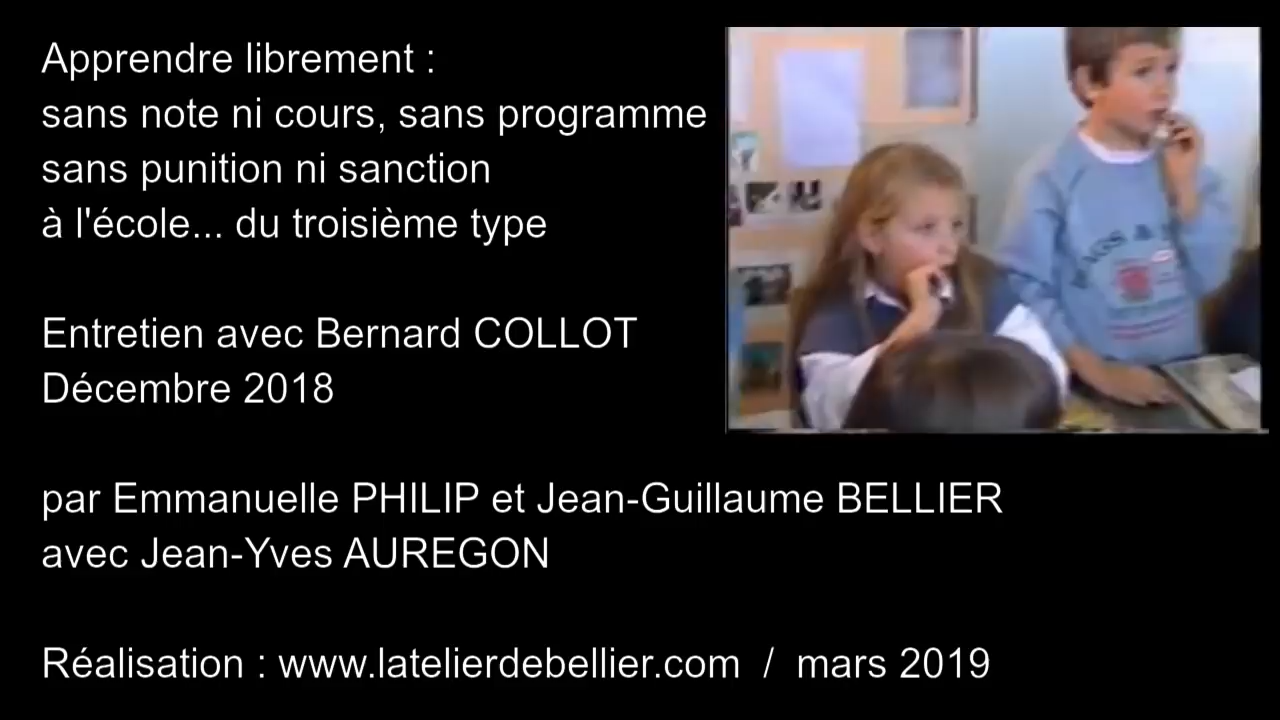 Apprendre librement :
sans note ni cours, sans programme
sans punition ni sanction
à l'école... du troisième type
Entretien avec Bernard COLLOT
Décembre 2018
par Emmanuelle PHILIP et Jean-Guillaume BELLIER
avec Jean-Yves AUREGON
Réalisation : www.latelierdebellier.com / mars 2019